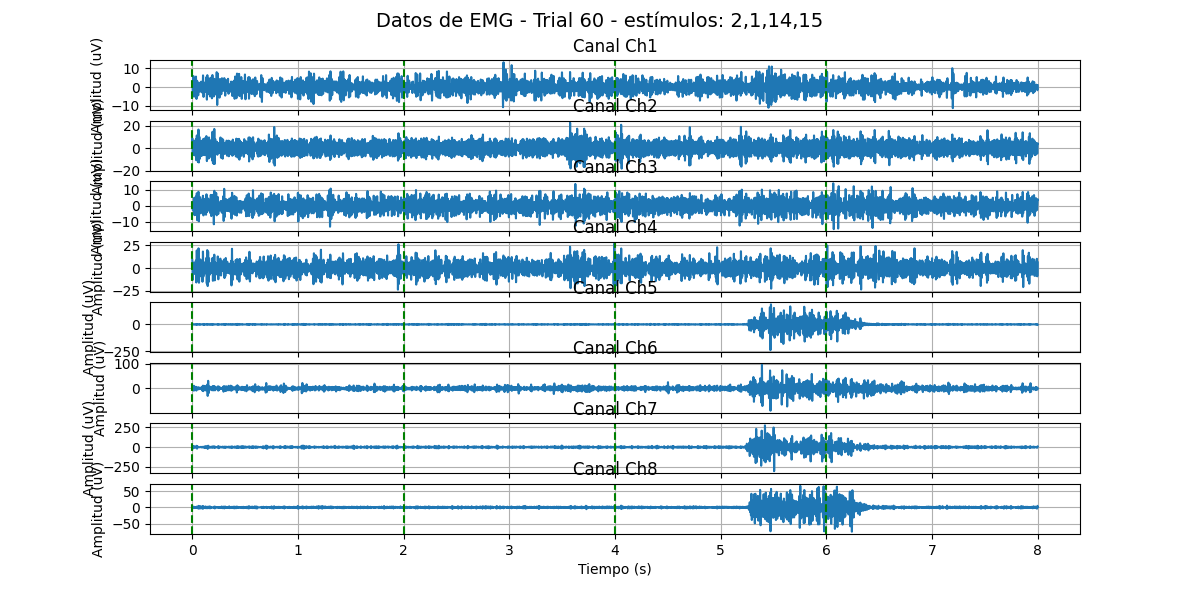 Datos de EMG - Trial 60 - estímulos: 2,1,14,15
Canal Ch1
Amplitud (uV)
10
0
−10
Canal Ch2
Amplitud (uV)
20
0
−20
Canal Ch3
Amplitud (uV)
10
0
−10
Canal Ch4
Amplitud (uV)
25
0
−25
Canal Ch5
Amplitud (uV)
0
−250
Canal Ch6
Amplitud (uV)
100
0
Canal Ch7
Amplitud (uV)
250
0
−250
Canal Ch8
Amplitud (uV)
50
0
−50
0 1 2 3 4 5 6 7 8
Tiempo (s)